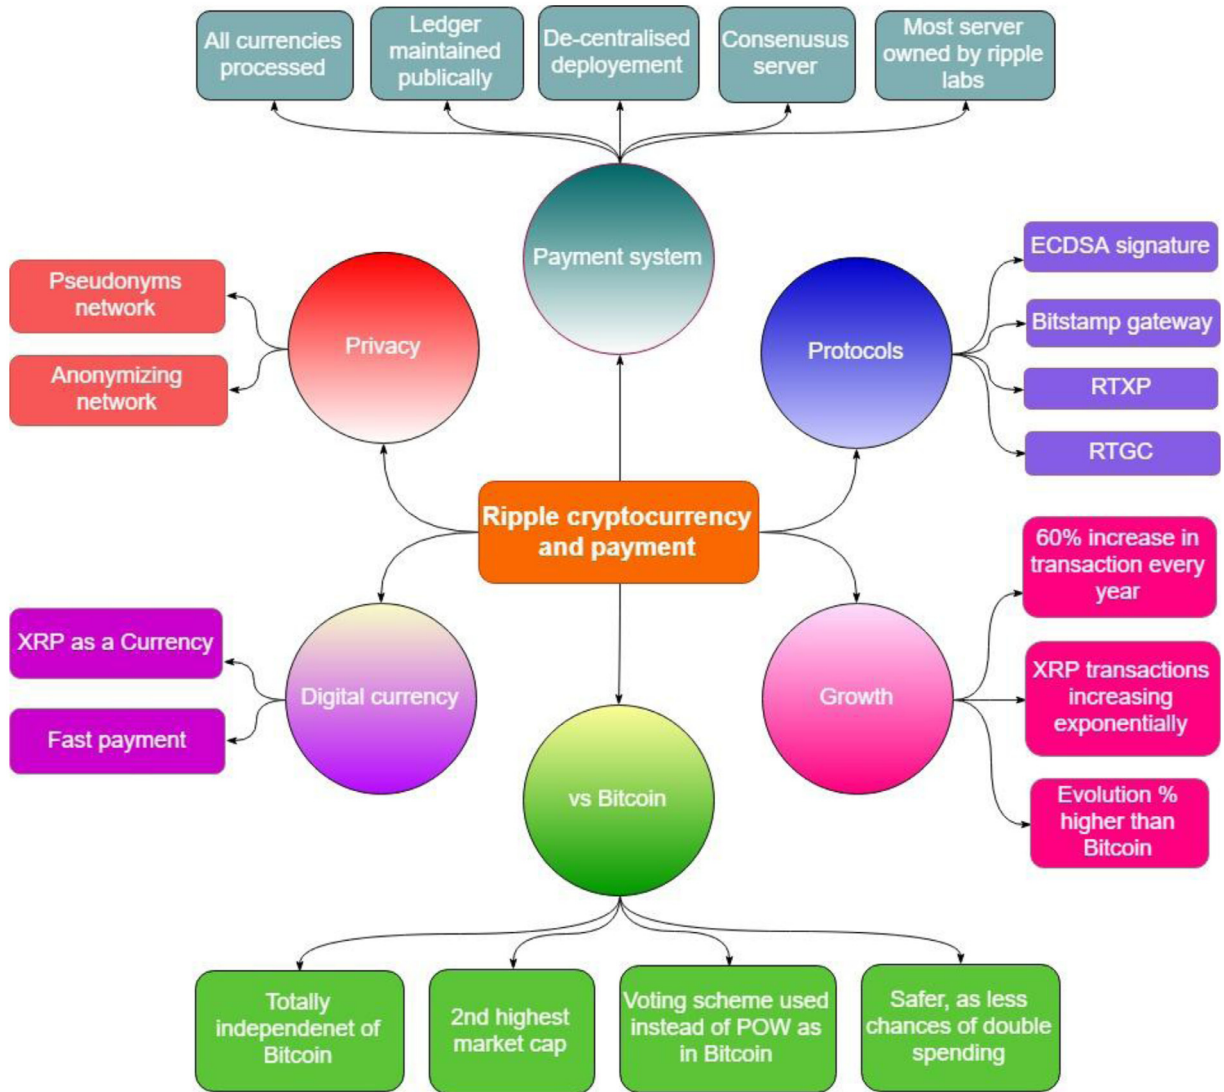 All currencies
processed
Ledger
maintained
publically
De-centralised
deployement
Consenusus
server
Most server
owned by ripple
labs
Payment system
Pseudonyms
network
Anonymizing
network
Privacy
Protocols
ECDSA signature
Bitstamp gateway
RTXP
RTGC
Ripple cryptocurrency
and payment
XRP as a Currency
Fast payment
Digital currency
Growth
60% increase in
transaction every
year
XRP transactions
increasing
exponentially
Evolution %
higher than
Bitcoin
vs Bitcoin
Totally
independenet of
Bitcoin
2nd highest
market cap
Voting scheme used
instead of POW as
in Bitcoin
Safer, as less
chances of double
spending